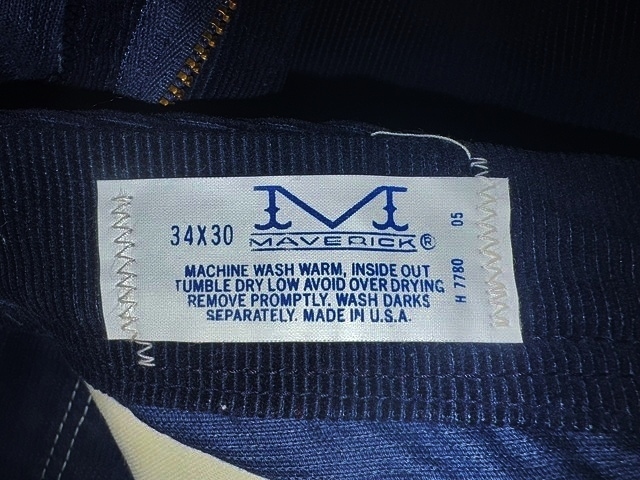 M
34X30
MAVERICK®
MACHINE WASH WARM, INSIDE OUT
TUMBLE DRY LOW AVOID OVER DRYING
REMOVE PROMPTLY. WASH DARKS
SEPARATELY. MADE IN U.S.A.
H 7780 05